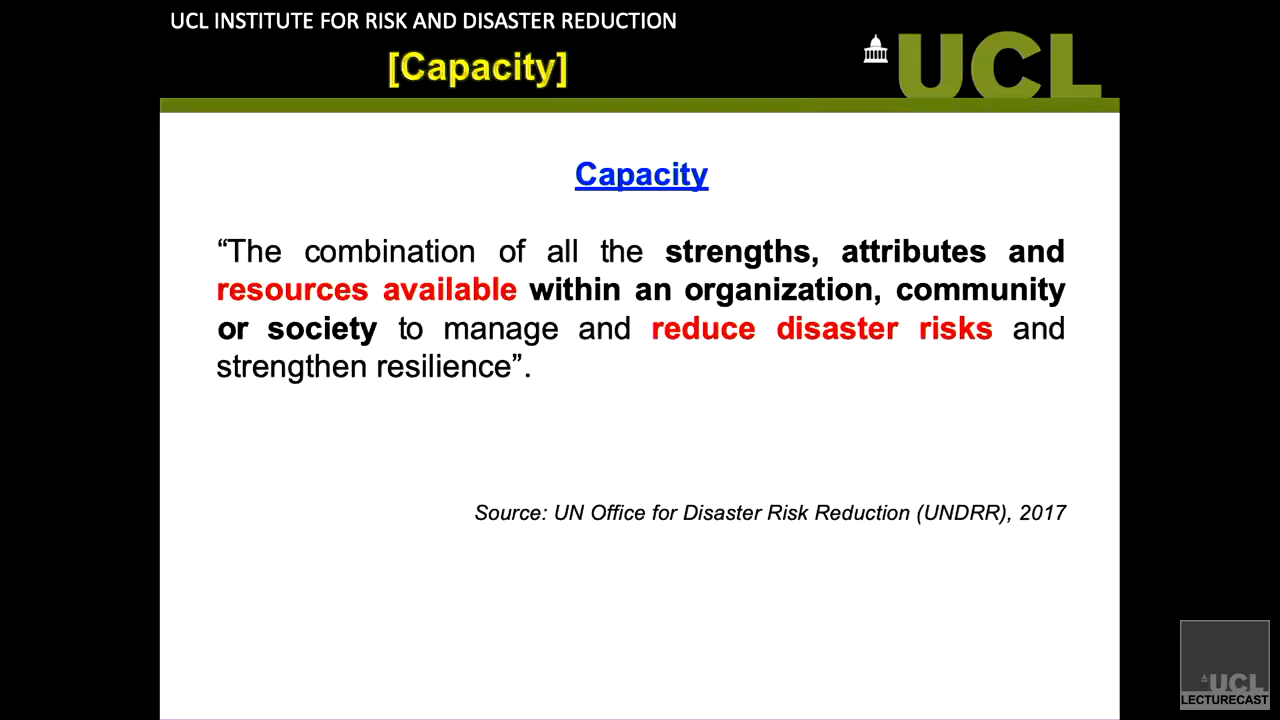 UCL INSTITUTE FOR RISK AND DISASTER REDUCTION
[Capacity]
UCL
Capacity
“The combination of all the strengths, attributes and
resources available within an organization, community
or society to manage and reduce disaster risks and
strengthen resilience”.
Source: UN Office for Disaster Risk Reduction (UNDRR), 2017
UCL
LECTURECAST